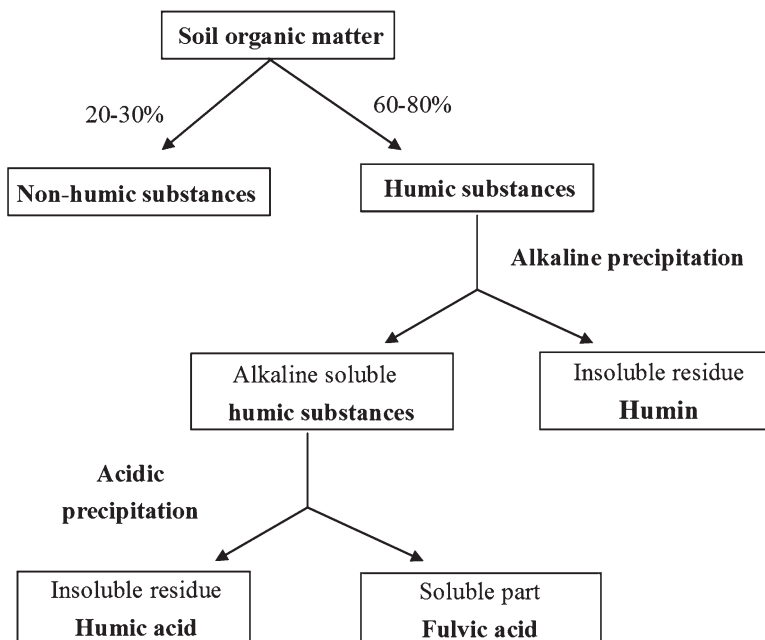 Soil organic matter
20-30%
60-80%
Non-humic substances
Humic substances
Alkaline precipitation
Alkaline soluble
humic substances
Insoluble residue
Humin
Acidic
precipitation
Insoluble residue
Humic acid
Soluble part
Fulvic acid